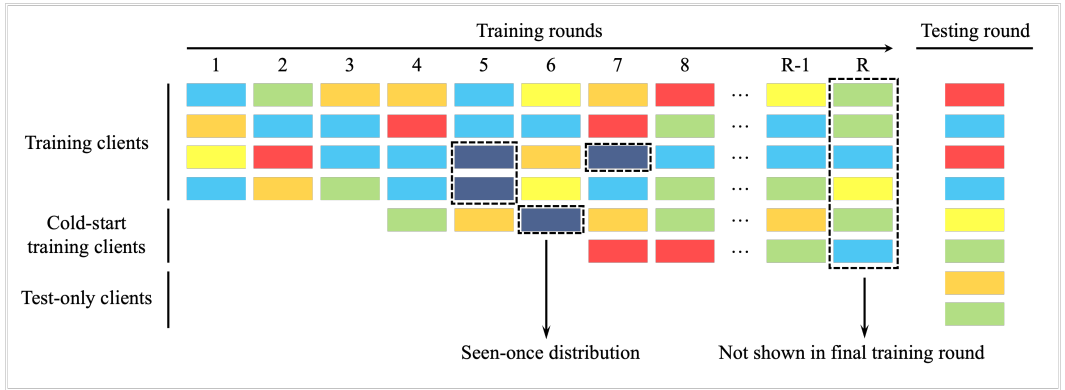 Training rounds
Testing round
1 2 3 4 5 6 7 8 R-1 R
... ...
Training clients
... ...
... ...
... ...
Cold-start
training clients
... ...
... ...
Test-only clients
Seen-once distribution
Not shown in final training round